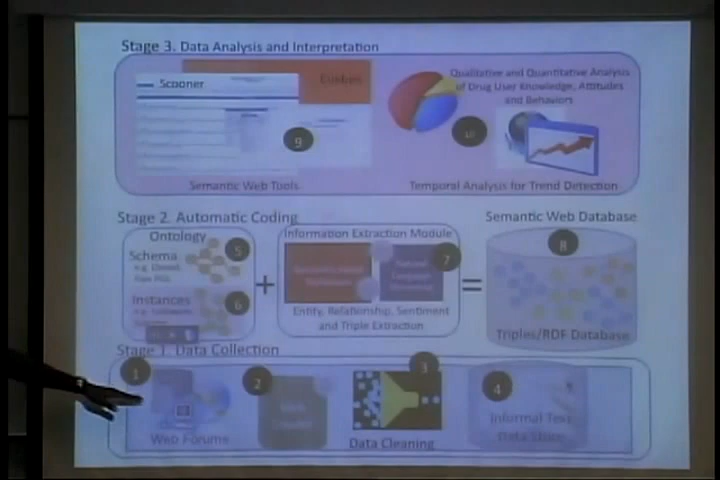 Stage 3. Data Analysis and Interpretation
Scooner
Qualitative and Quantitative Analysis
of Drug User Knowledge, Attitudes
and Behaviors
9
10
Semantic Web Tools
Temporal Analysis for Trend Detection
Stage 2. Automatic Coding
Semantic Web Database
Ontology
5
Information Extraction Module
8
Schema
7
Instances
6
+
=
Entity, Relationship, Sentiment
and Triple Extraction
Triples/RDF Database
Stage 1. Data Collection
1
2
3
4
Web Forums
Data Cleaning
Informal Text
Data Store